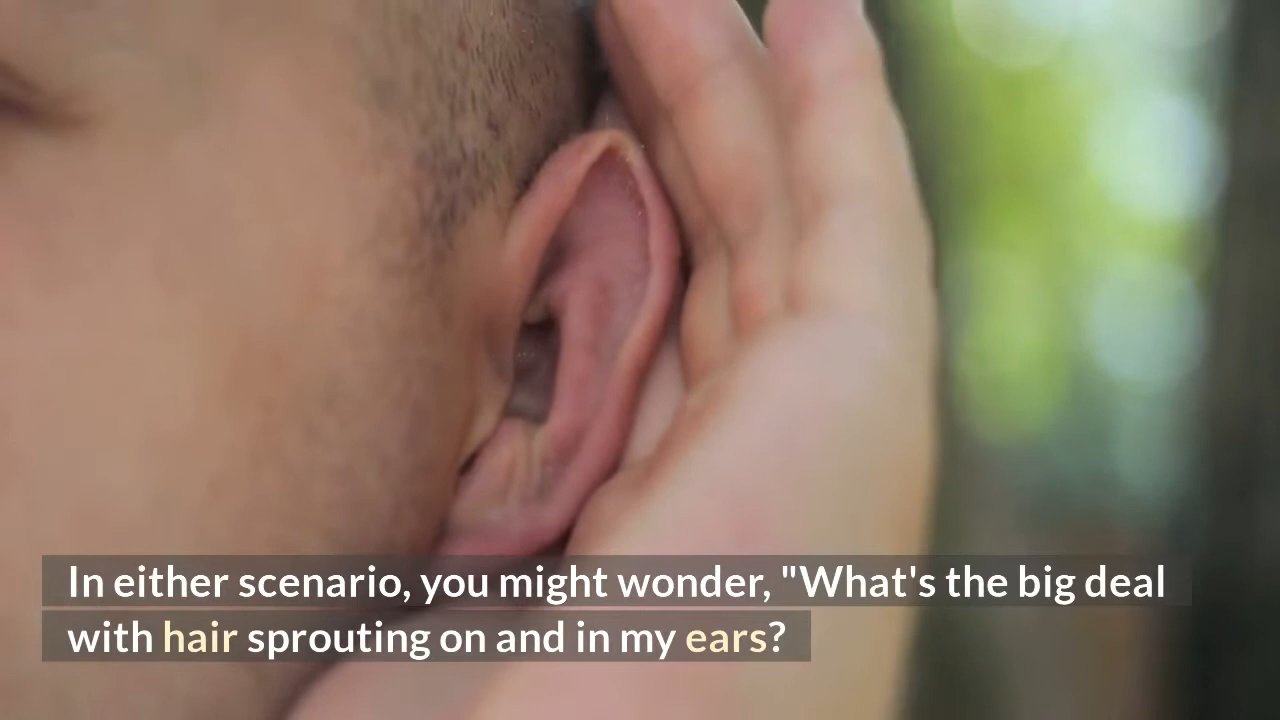 In either scenario, you might wonder, "What's the big deal
with hair sprouting on and in my ears?